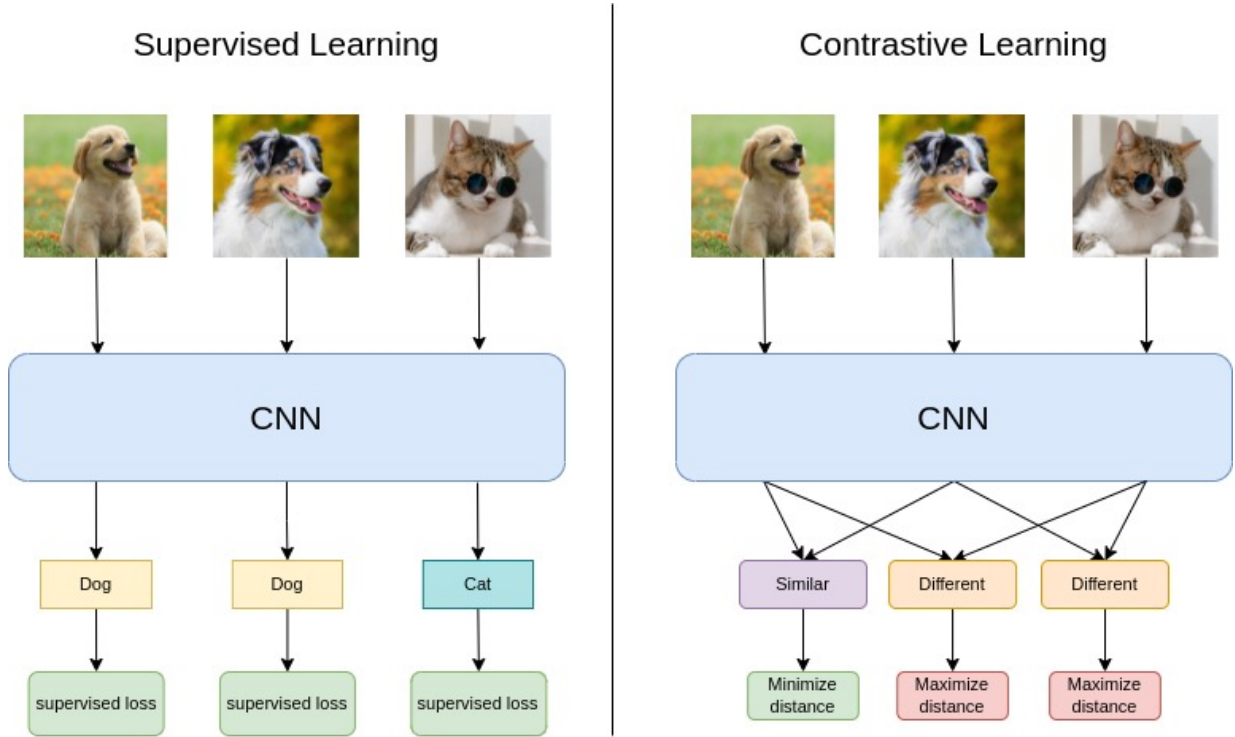 Supervised Learning
Contrastive Learning
CNN
CNN
Dog
Dog
Cat
Similar
Different
Different
supervised loss
supervised loss
supervised loss
Minimize
distance
Maximize
distance
Maximize
distance